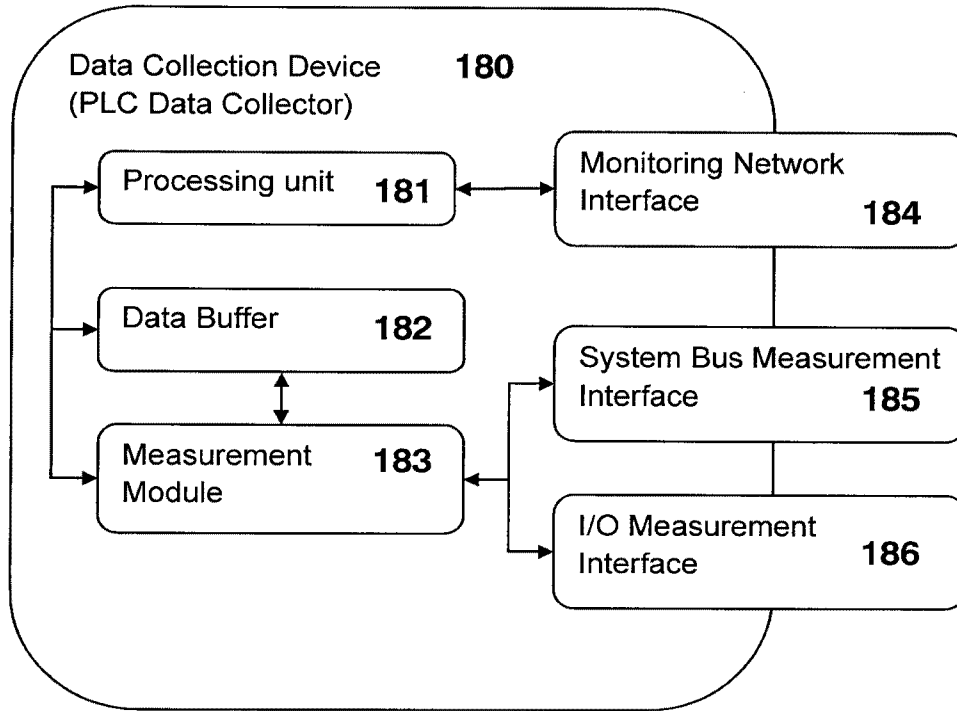 Data Collection Device 180
(PLC Data Collector)
Processing unit 181
Monitoring Network
Interface 184
Data Buffer 182
System Bus Measurement
Interface 185
Measurement 183
Module
I/O Measurement
Interface 186